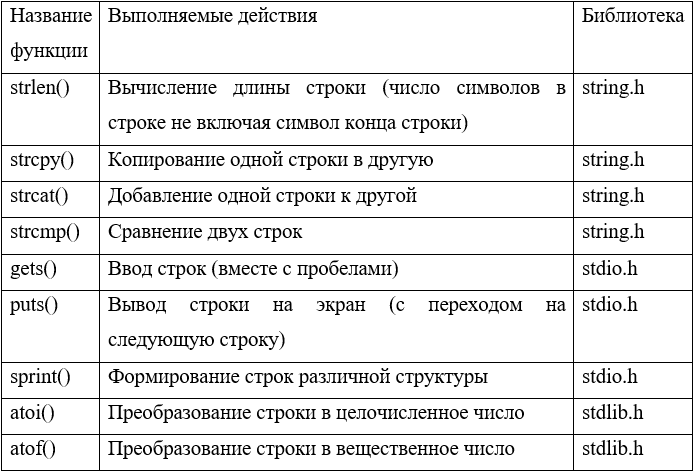 Название Выполняемые действия Библиотека
функции
strlen() Вычисление длины строки (число символов в string.h
строке не включая символ конца строки)
strcpy() Копирование одной строки в другую string.h
strcat() Добавление одной строки к другой string.h
strcmp() Сравнение двух строк string.h
gets() Ввод строк (вместе с пробелами) stdio.h
puts() Вывод строки на экран (с переходом на stdio.h
следующую строку)
sprint() Формирование строк различной структуры stdio.h
atoi() Преобразование строки в целочисленное число stdlib.h
atof() Преобразование строки в вещественное число stdlib.h